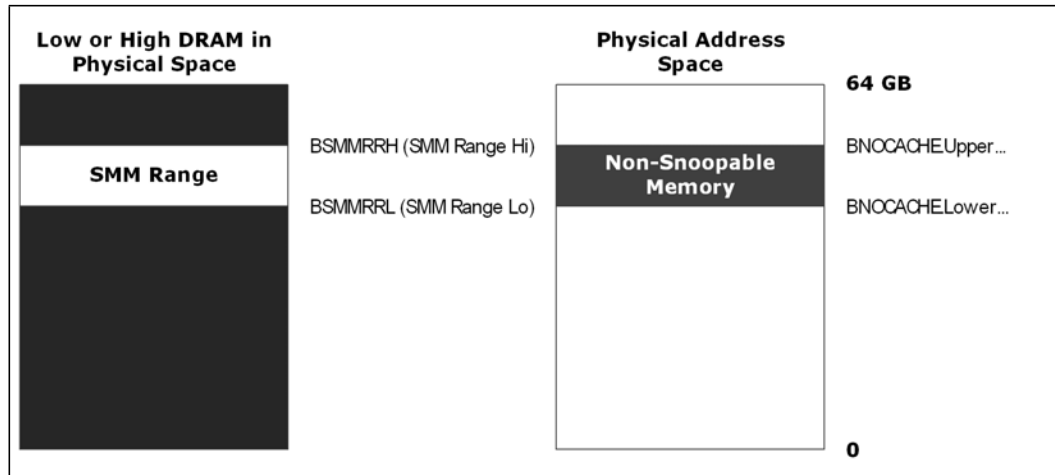 Low or High DRAM in
Physical Space
SMM Range
BSMMRRH (SMM Range Hi)
BSMMRRL (SMM Range Lo)
Physical Address
Space
64 GB
Non-Snoopable
Memory
BNOCACHE.Upper...
BNOCACHE.Lower...
0